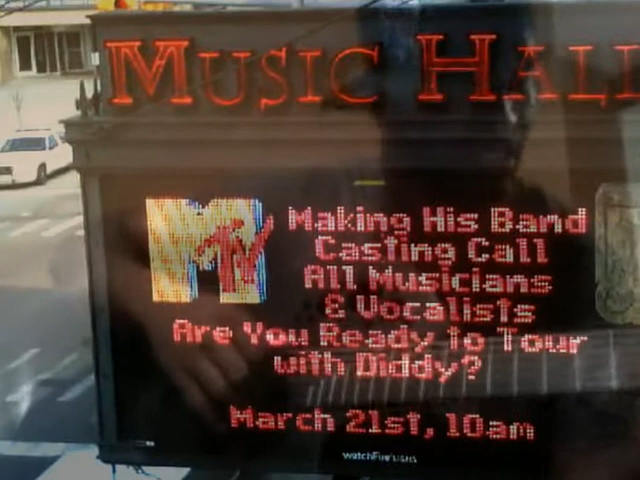 MUSIC HALL
MTV
Making His Band
Casting Call
All Musicians
& Vocalists
Are You Ready to Tour
with Diddy?
March 21st, 10am